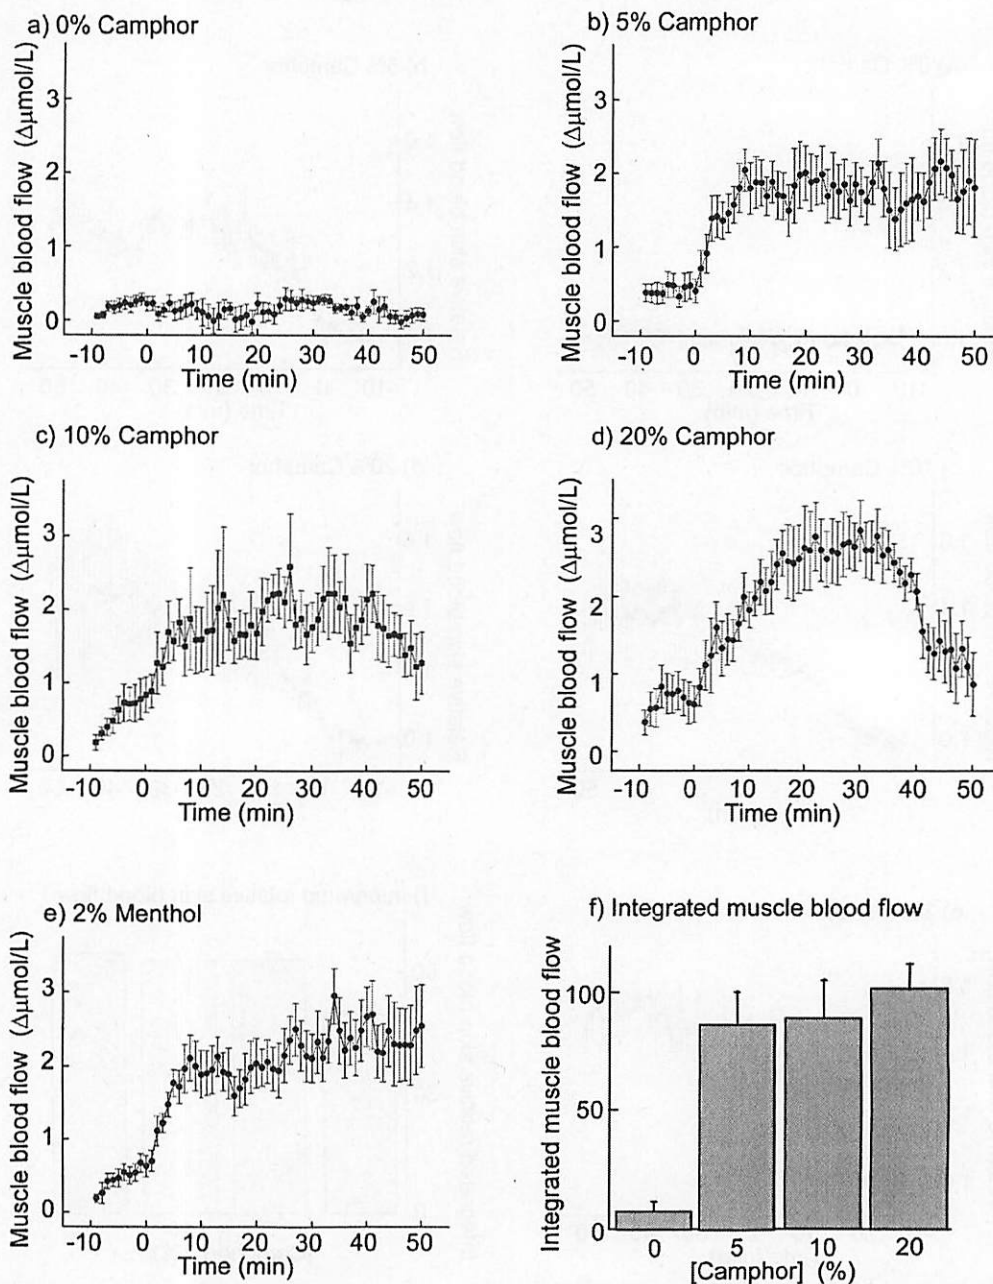 a) 0% Camphor
Muscle blood flow (Δμmol/L)
3
2
1
0
-10 0 10 20 30 40 50
Time (min)
b) 5% Camphor
Muscle blood flow (Δμmol/L)
3
2
1
0
-10 0 10 20 30 40 50
Time (min)
c) 10% Camphor
Muscle blood flow (Δμmol/L)
3
2
1
0
-10 0 10 20 30 40 50
Time (min)
d) 20% Camphor
Muscle blood flow (Δμmol/L)
3
2
1
0
-10 0 10 20 30 40 50
Time (min)
e) 2% Menthol
Muscle blood flow (Δμmol/L)
3
2
1
0
-10 0 10 20 30 40 50
Time (min)
f) Integrated muscle blood flow
Integrated muscle blood flow
100
50
0
0 5 10 20
[Camphor] (%)